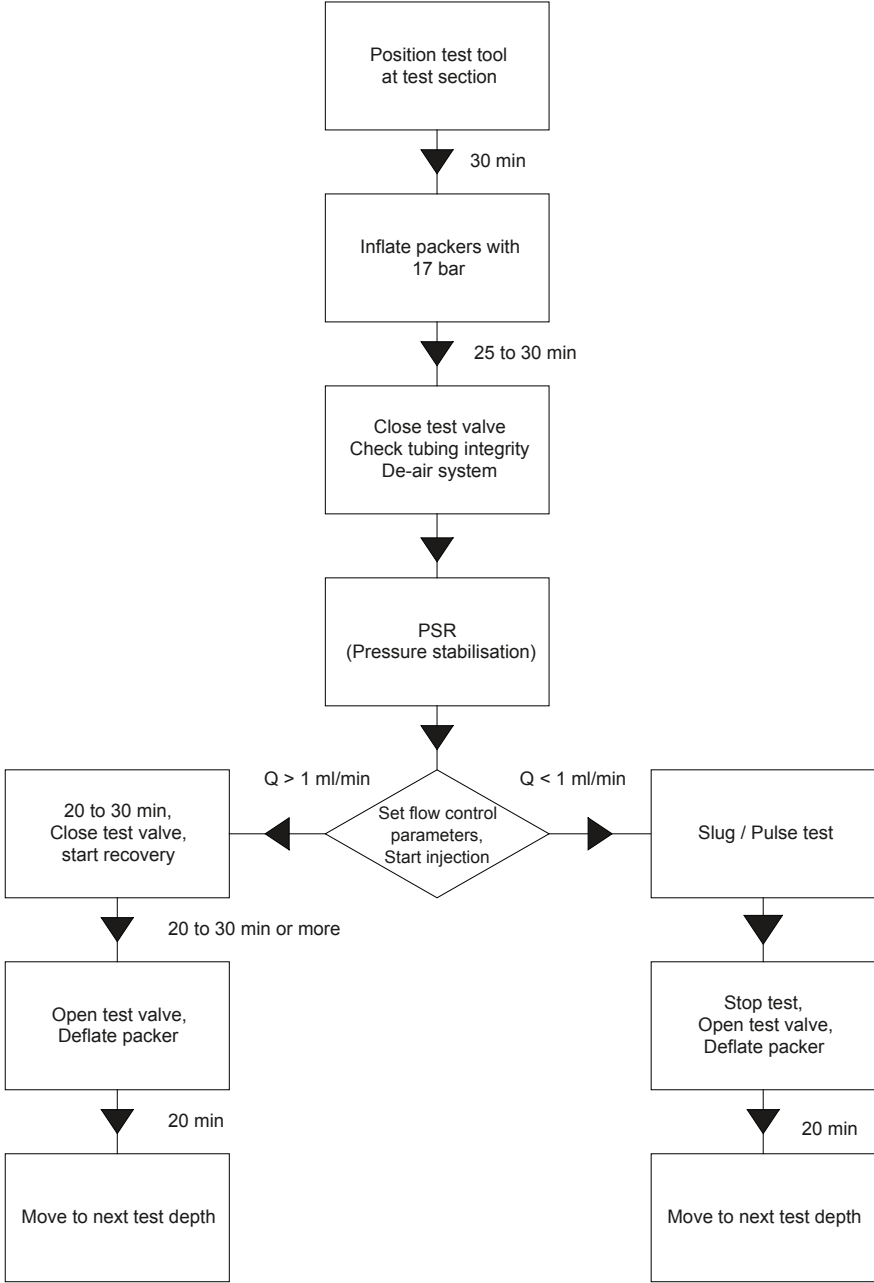 Position test tool
at test section
30 min
Inflate packers with
17 bar
25 to 30 min
Close test valve
Check tubing integrity
De-air system
PSR
(Pressure stabilisation)
Q > 1 ml/min
Q < 1 ml/min
20 to 30 min,
Close test valve,
start recovery
Set flow control
parameters,
Start injection
Slug / Pulse test
20 to 30 min or more
Open test valve,
Deflate packer
Stop test,
Open test valve,
Deflate packer
20 min
20 min
Move to next test depth
Move to next test depth